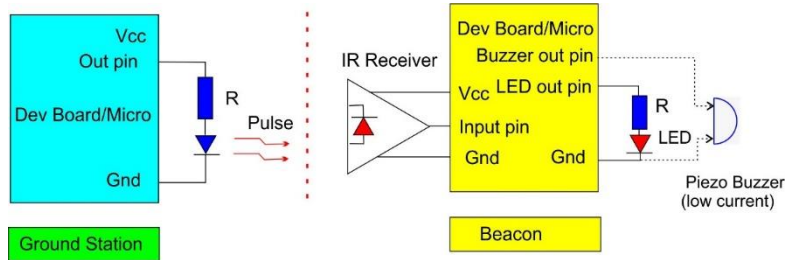 Vcc
Out pin
R
Dev Board/Micro
Pulse
Gnd
Ground Station
IR Receiver
Dev Board/Micro
Buzzer out pin
LED out pin
Vcc
R
Input pin
LED
Gnd
Gnd
Piezo Buzzer
(low current)
Beacon